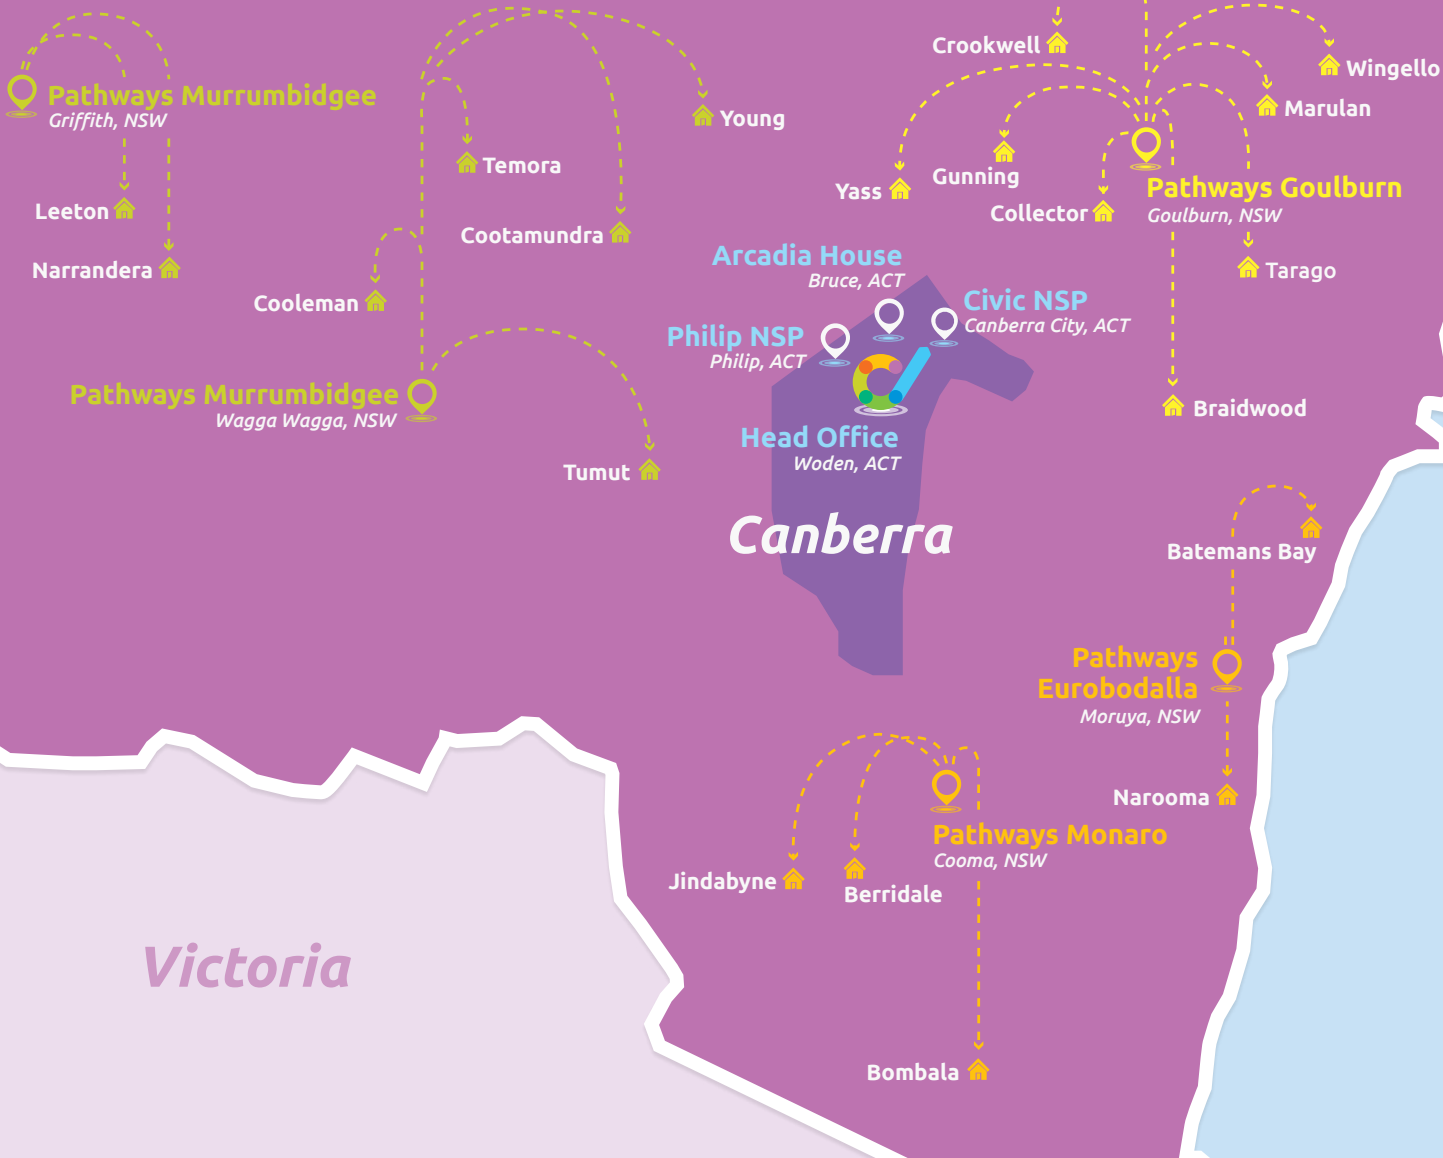 Crookwell
Wingello
Pathways Murrumbidgee
Griffith, NSW
Marulan
Young
Temora
Gunning
Yass
Pathways Goulburn
Goulburn, NSW
Collector
Leeton
Cootamundra
Narrandera
Tarago
Arcadia House
Bruce, ACT
Cooleman
Civic NSP
Canberra City, ACT
Philip NSP
Philip, ACT
Pathways Murrumbidgee
Wagga Wagga, NSW
Braidwood
Head Office
Woden, ACT
Tumut
Canberra
Batemans Bay
Pathways
Eurobodalla
Moruya, NSW
Narooma
Pathways Monaro
Cooma, NSW
Jindabyne
Berridale
Victoria
Bombala